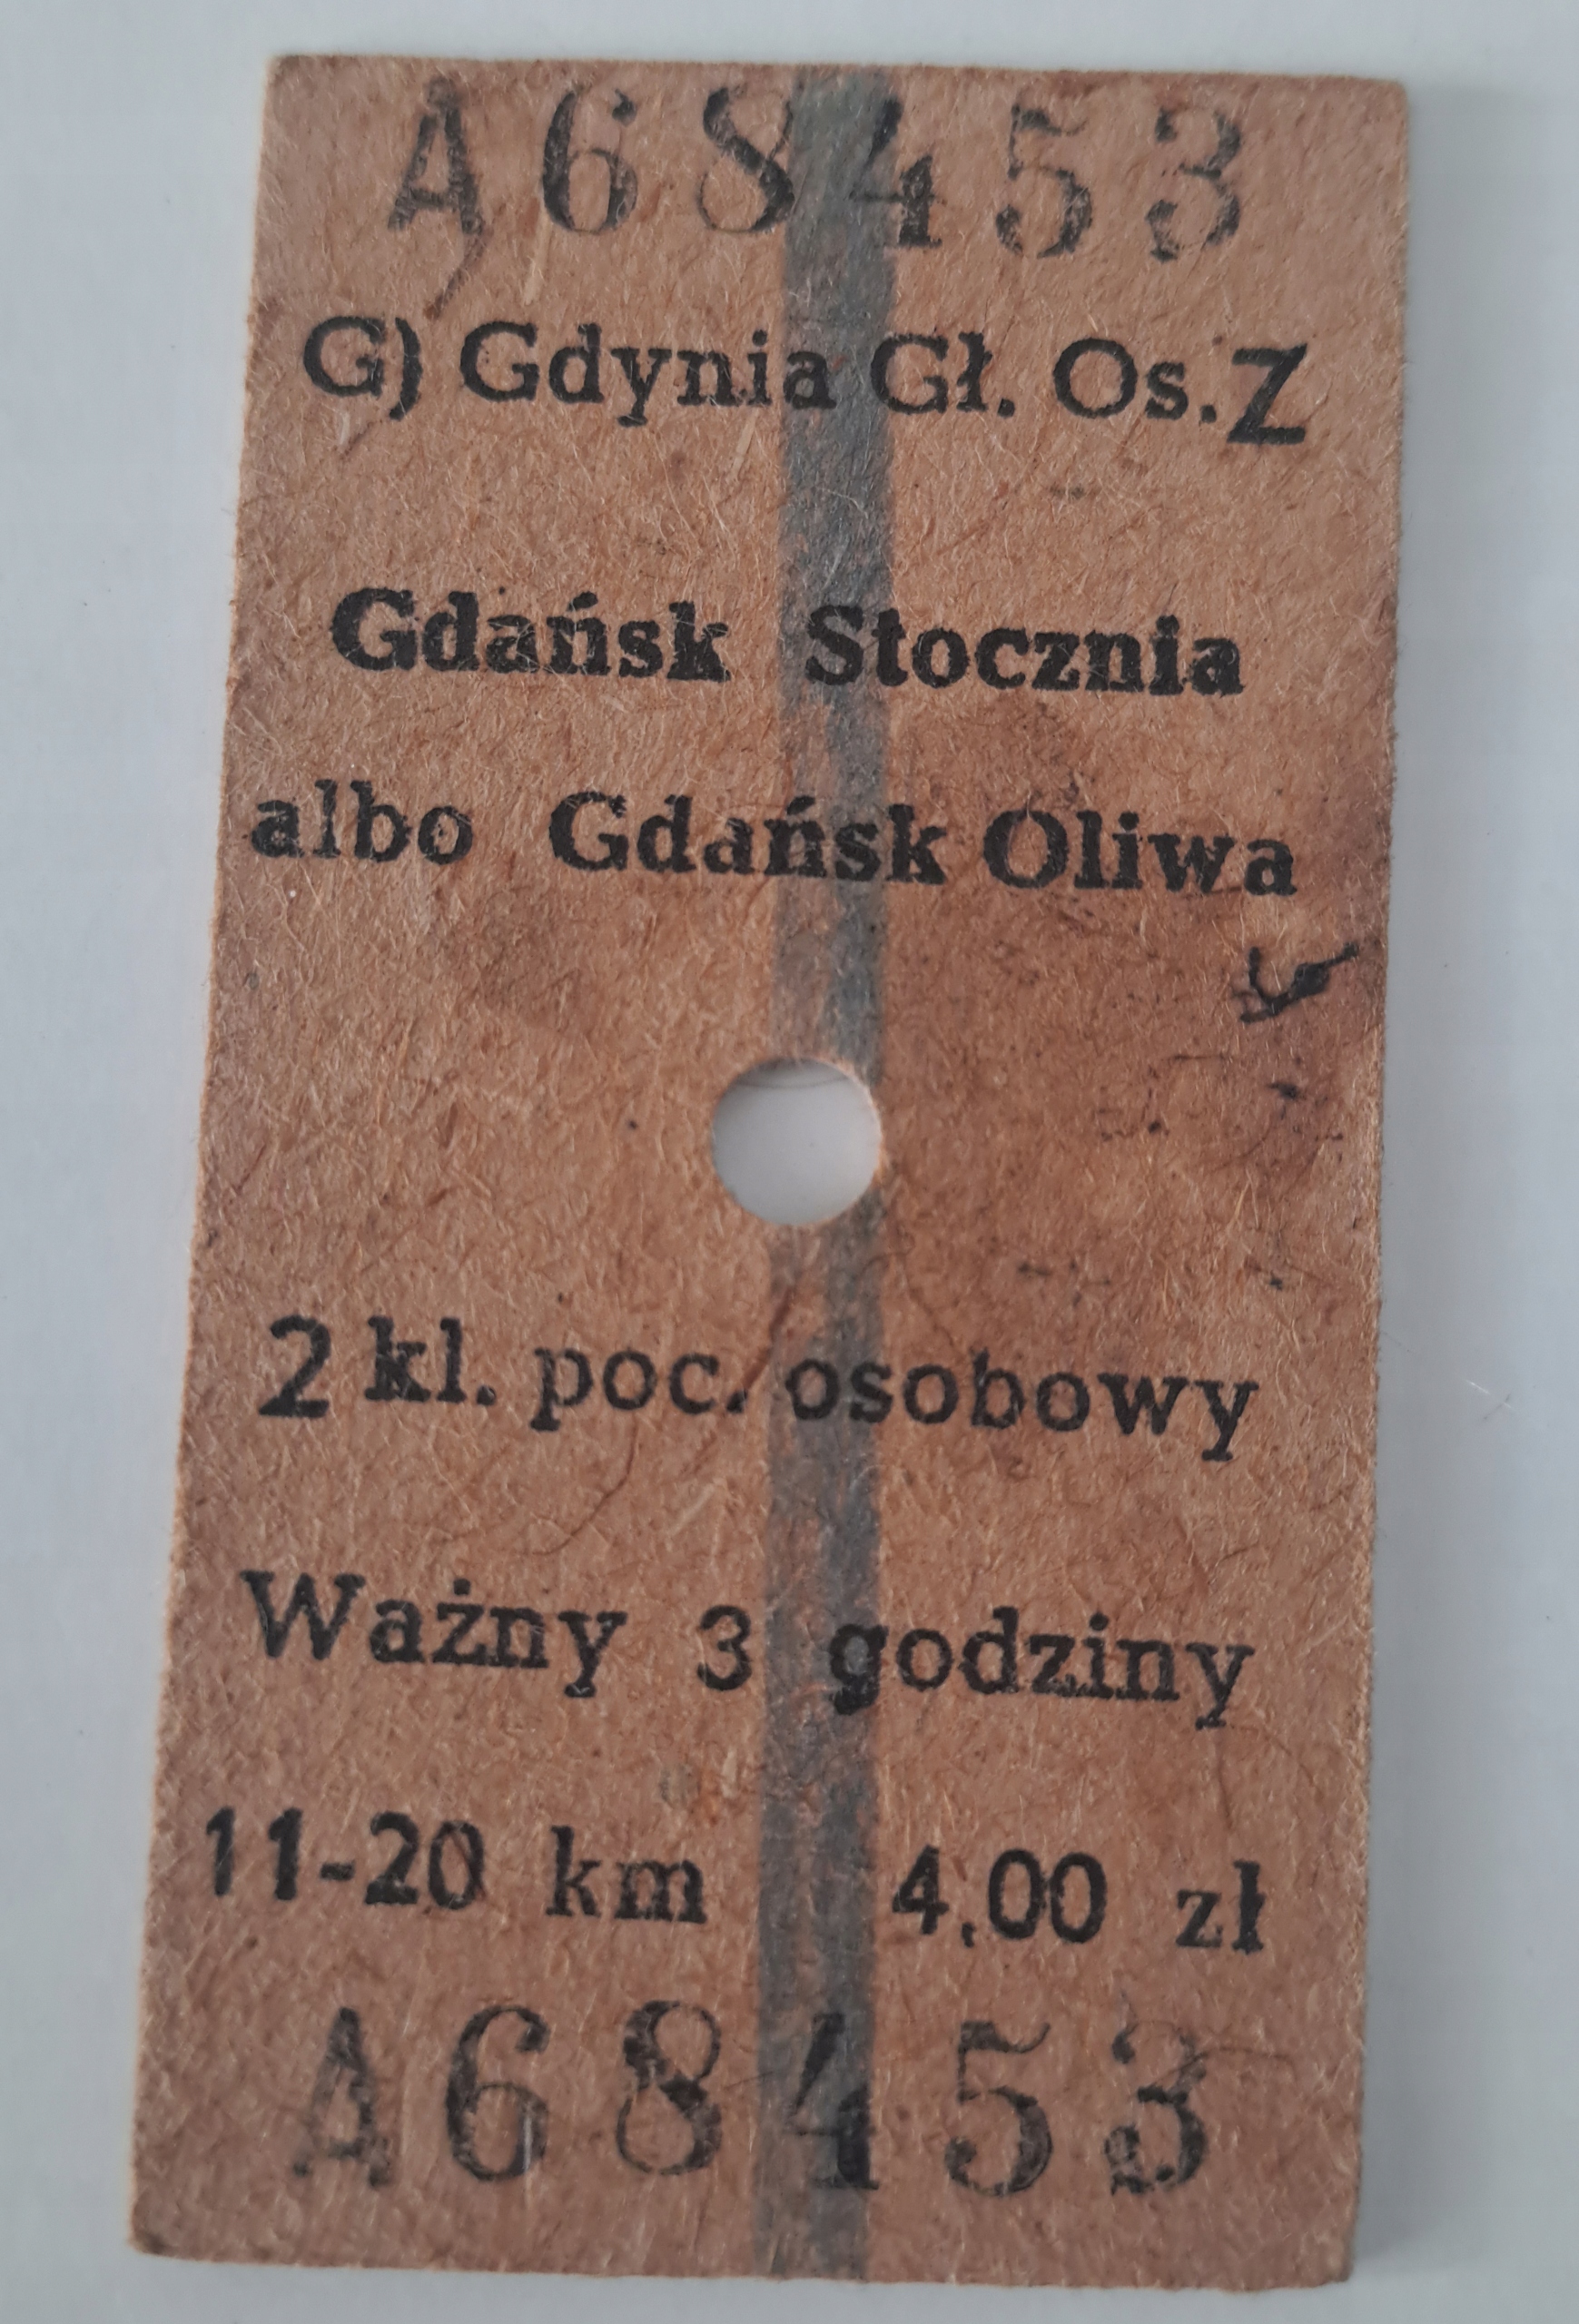 A68453
G) Gdynia Gł. Os. Z
Gdańsk Stocznia
albo Gdańsk Oliwa
2 kl. poc. osobowy
Ważny 3 godziny
11-20 km 4.00 zł
A68453